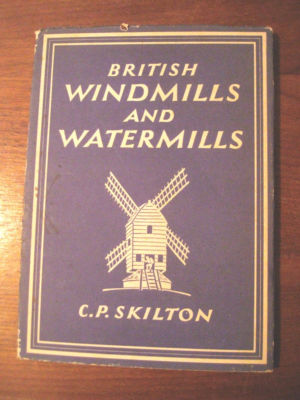 BRITISH
WINDMILLS
AND
WATERMILLS
C.P. SKILTON